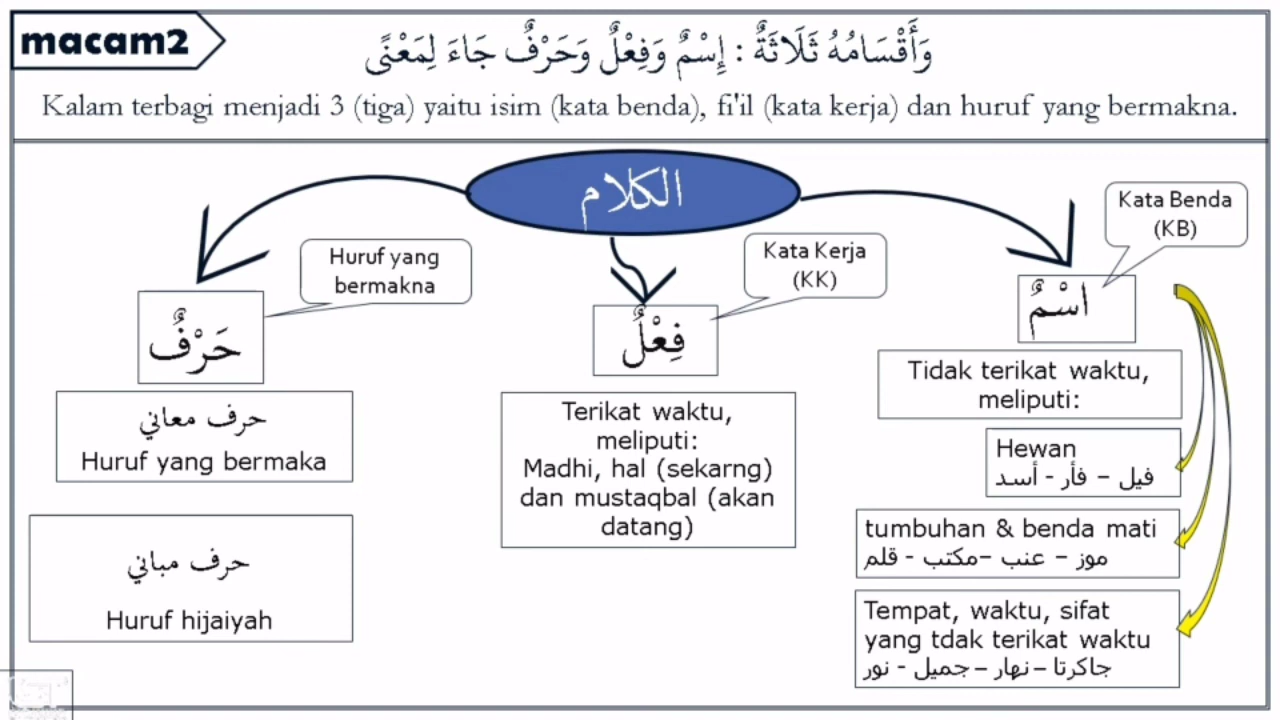 macam2
وَأَقْسَامُهُ ثَلَاثَةٌ : إِسْمٌ وَفِعْلٌ وَحَرْفٌ جَاءَ لِمَعْنًى
Kalam terbagi menjadi 3 (tiga) yaitu isim (kata benda), fi'il (kata kerja) dan huruf yang bermakna.
الكلام
Kata Benda
(KB)
اسْمٌ
Tidak terikat waktu,
meliputi:
Hewan
فيل – فأر - أسد
tumbuhan & benda mati
موز – عنب –مكتب - قلم
Tempat, waktu, sifat
yang tdak terikat waktu
جاكرتا – نهار – جميل - نور
Kata Kerja
(KK)
فِعْلٌ
Terikat waktu,
meliputi:
Madhi, hal (sekarng)
dan mustaqbal (akan
datang)
Huruf yang
bermakna
حَرْفٌ
حرف معاني
Huruf yang bermaka
حرف مباني
Huruf hijaiyah